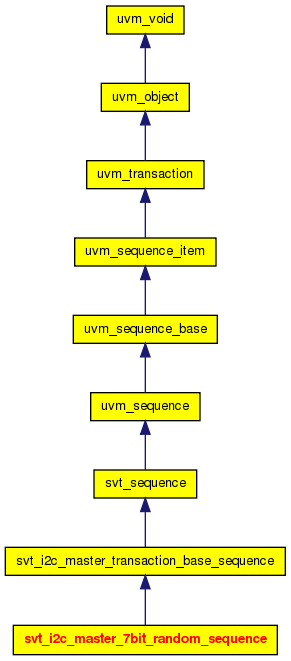 uvm_void
uvm_object
uvm_transaction
uvm_sequence_item
uvm_sequence_base
uvm_sequence
svt_sequence
svt_i2c_master_transaction_base_sequence
svt_i2c_master_7bit_random_sequence